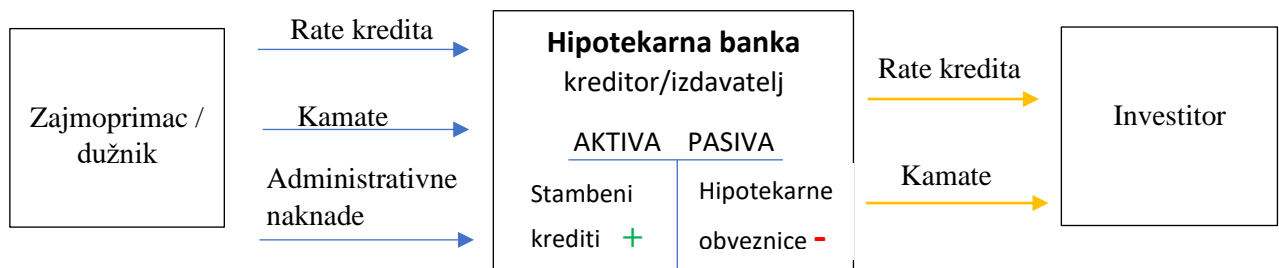 Zajmoprimac /
dužnik
Rate kredita
Kamate
Administrativne
naknade
Hipotekarna banka
kreditor/izdavatelj
AKTIVA PASIVA
Stambeni
krediti +
Hipotekarne
obveznice -
Rate kredita
Kamate
Investitor